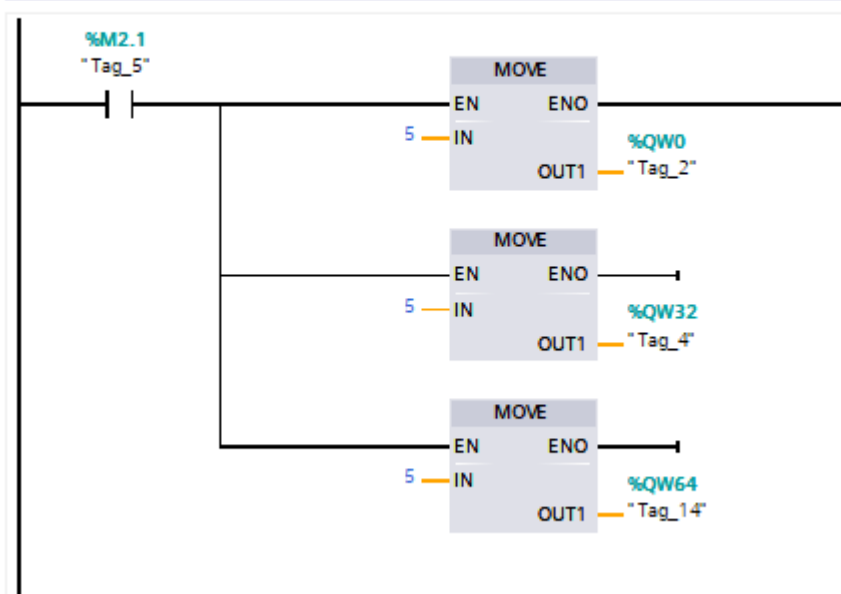 %M2.1
"Tag_5"
MOVE
EN ENO
5 IN
%QW0
OUT1 "Tag_2"
MOVE
EN ENO
5 IN
%QW32
OUT1 "Tag_4"
MOVE
EN ENO
5 IN
%QW64
OUT1 "Tag_14"